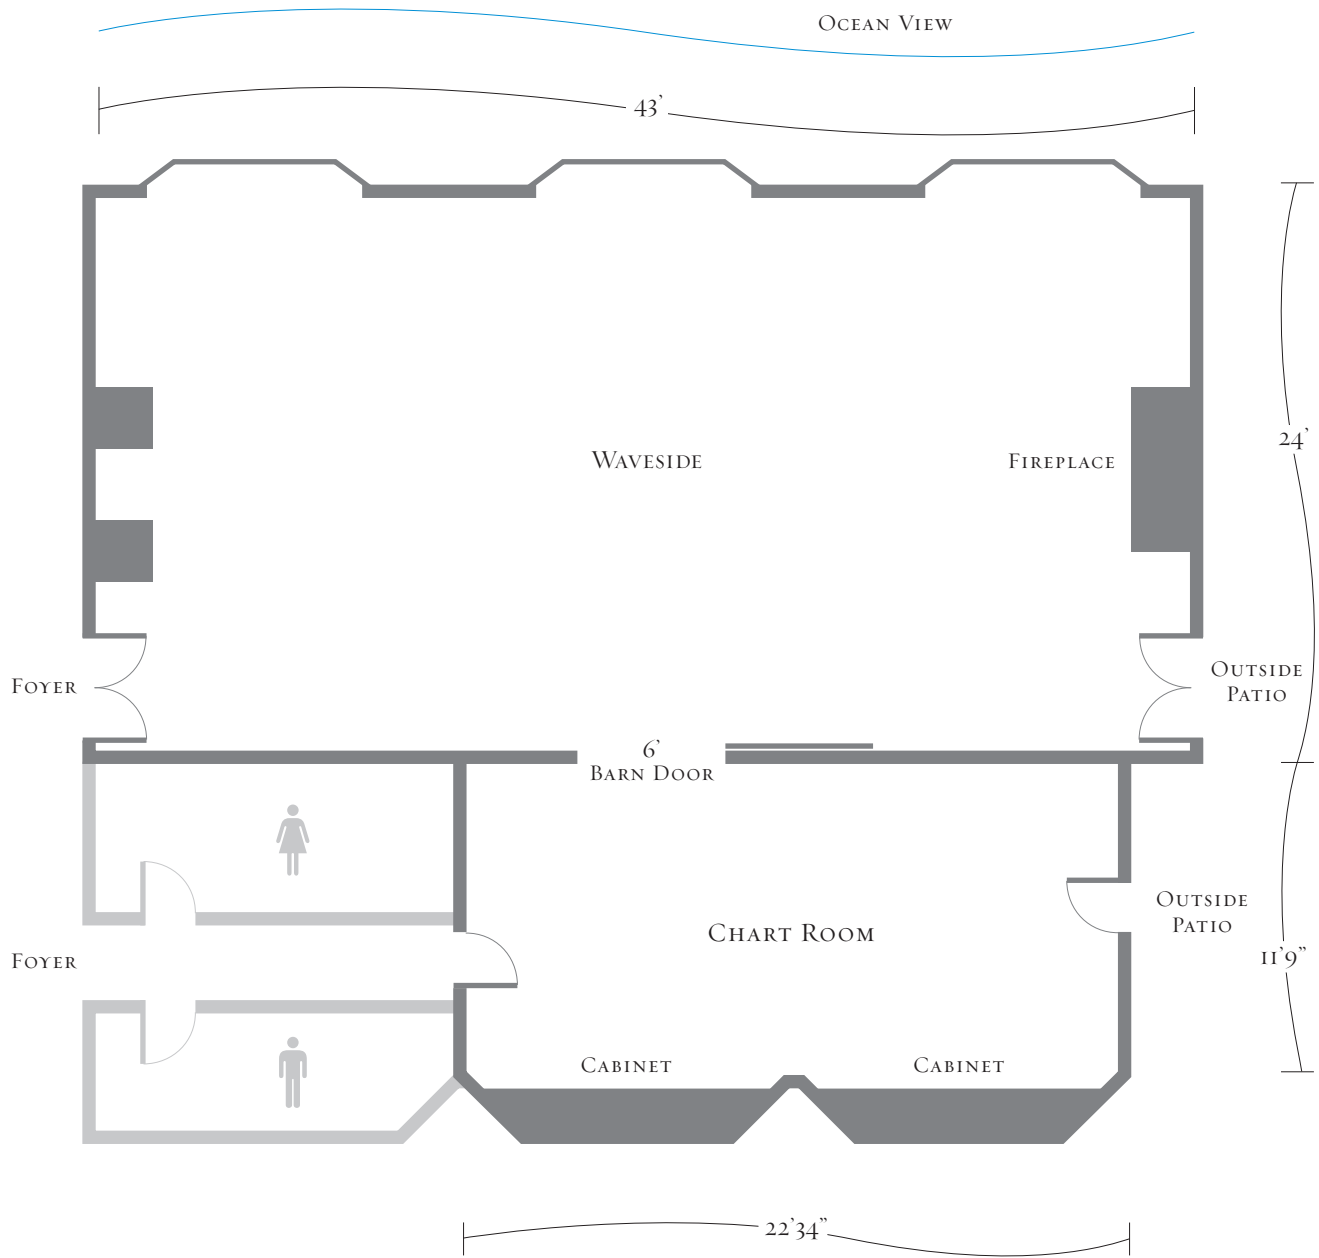 Ocean View
43’
24’
Waveside
Fireplace
Foyer
Outside
Patio
6’
Barn Door
Chart Room
Outside
Patio
Foyer
11’9”
Cabinet
Cabinet
22’34”